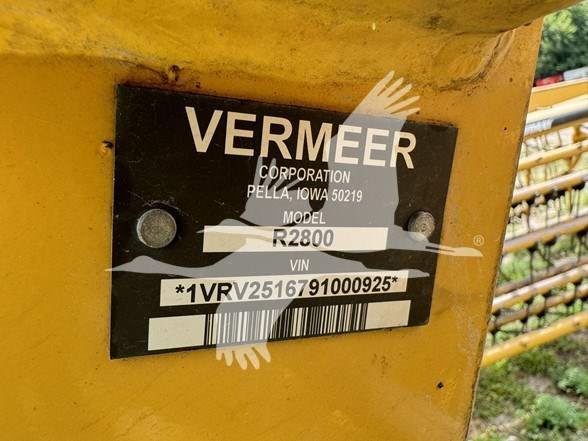 VERMEER
CORPORATION
PELLA, IOWA 50219
MODEL
R2800
VIN
*1VRV2516791000925*
®